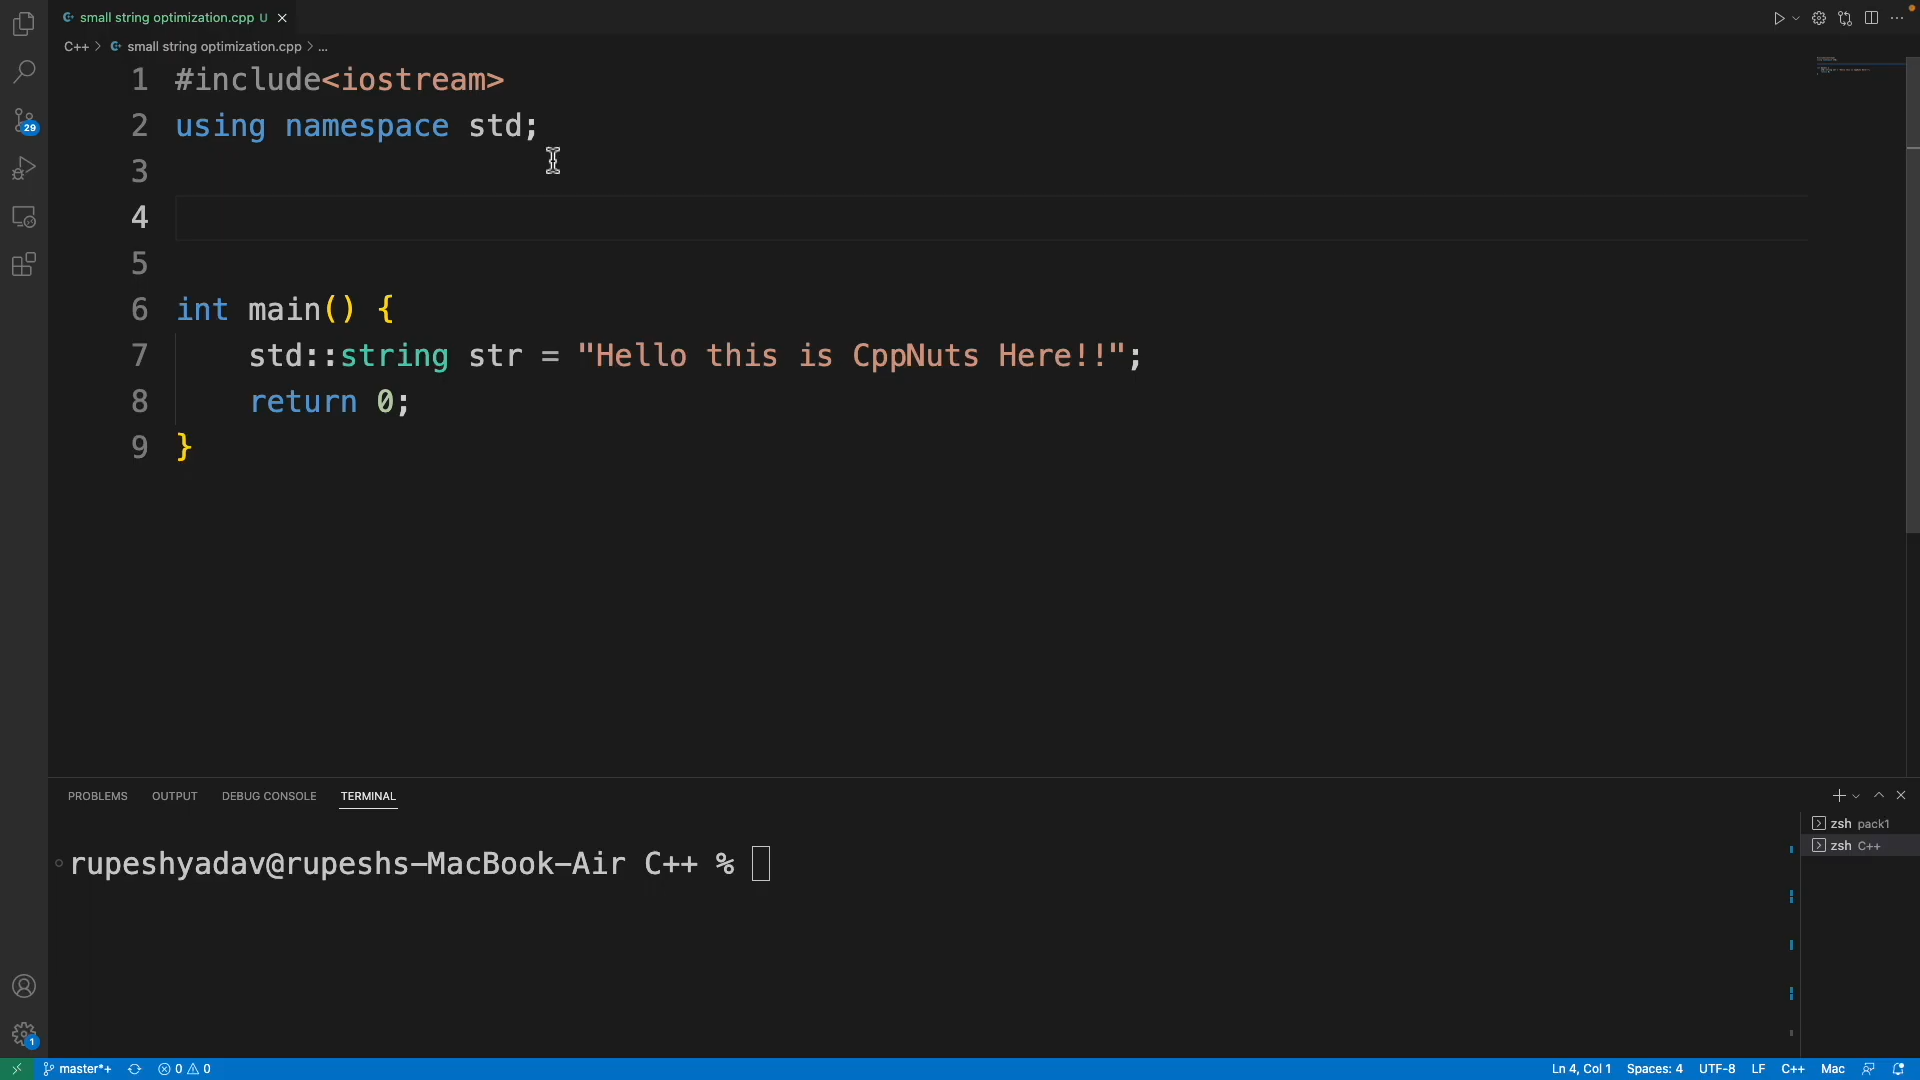 small string optimization.cpp U
C++ > small string optimization.cpp > ...
1 #include<iostream>
2 using namespace std;
3
4
5
6 int main() {
7 std::string str = "Hello this is CppNuts Here!!";
8 return 0;
9 }
29
PROBLEMS OUTPUT DEBUG CONSOLE TERMINAL
zsh pack1
zsh C++
rupeshyadav@rupeshs-MacBook-Air C++ %
1
master*+ 0 0 Ln 4, Col 1 Spaces: 4 UTF-8 LF C++ Mac